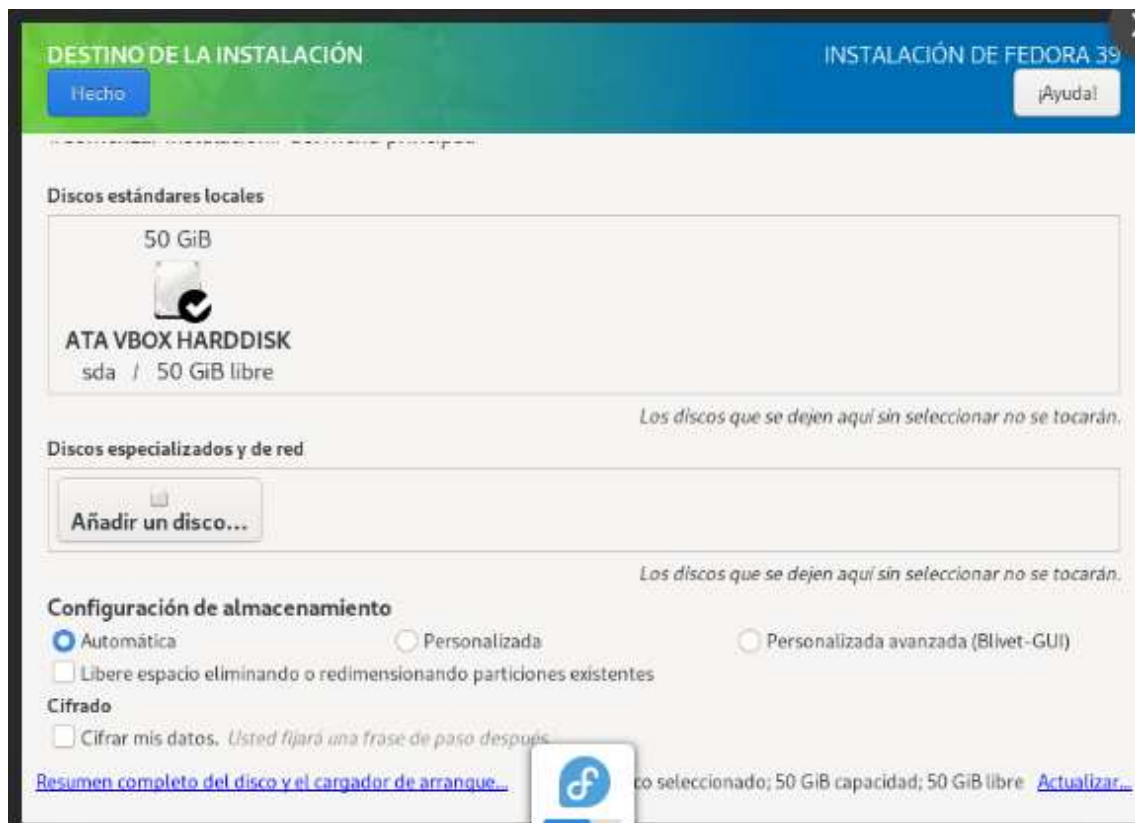 DESTINO DE LA INSTALACIÓN
INSTALACIÓN DE FEDORA 39
Hecho
¡Ayuda!
Discos estándares locales
50 GiB
ATA VBOX HARDDISK
sda / 50 GiB libre
Los discos que se dejen aquí sin seleccionar no se tocarán.
Discos especializados y de red
Añadir un disco...
Los discos que se dejen aquí sin seleccionar no se tocarán.
Configuración de almacenamiento
Automática Personalizada Personalizada avanzada (Blivet-GUI)
Libere espacio eliminando o redimensionando particiones existentes
Cifrado
Cifrar mis datos. Usted fijará una frase de paso después.
Resumen completo del disco y el cargador de arranque... co seleccionado; 50 GiB capacidad; 50 GiB libre Actualizar...